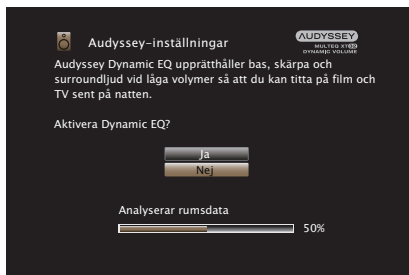 Audyssey-inställningar
AUDYSSEY
MULTEQ XT32
DYNAMIC VOLUME
Audyssey Dynamic EQ upprätthåller bas, skärpa och
surroundljud vid låga volymer så att du kan titta på film och
TV sent på natten.
Aktivera Dynamic EQ?
Ja
Nej
Analyserar rumsdata
50%